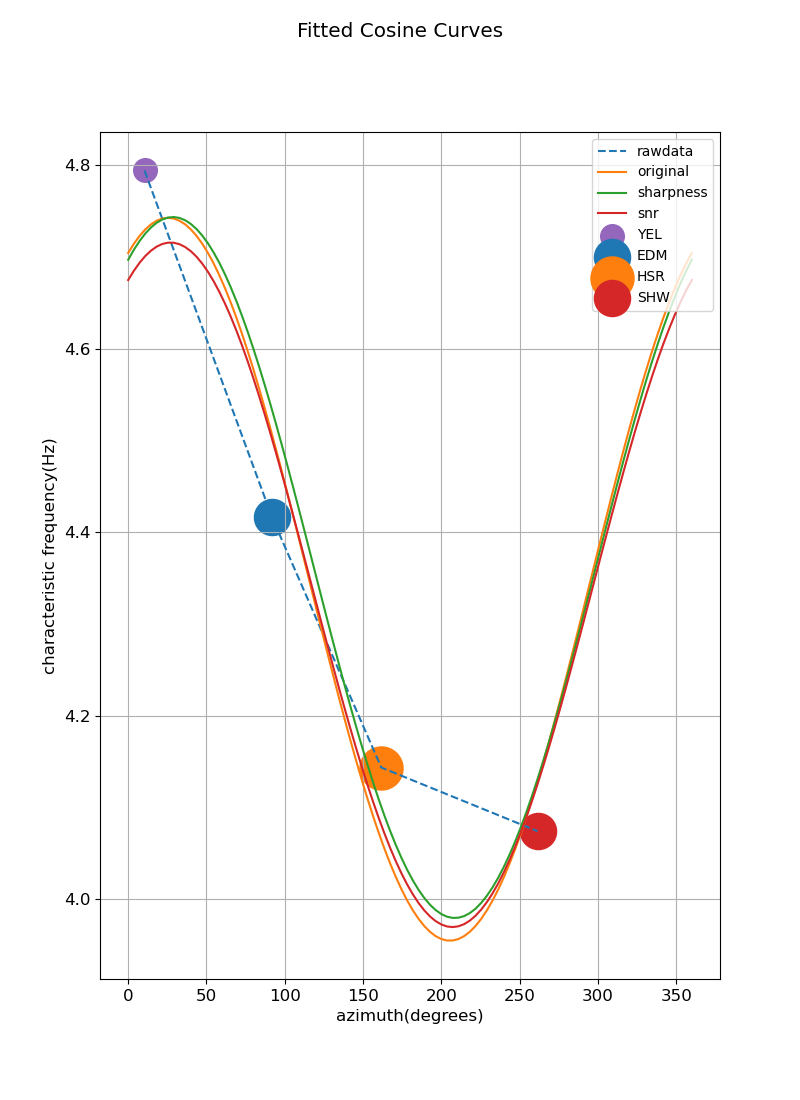 Fitted Cosine Curves
4.8
4.6
4.4
4.2
4.0
characteristic frequency(Hz)
0 50 100 150 200 250 300 350
azimuth(degrees)
rawdata
original
sharpness
snr
YEL
EDM
HSR
SHW